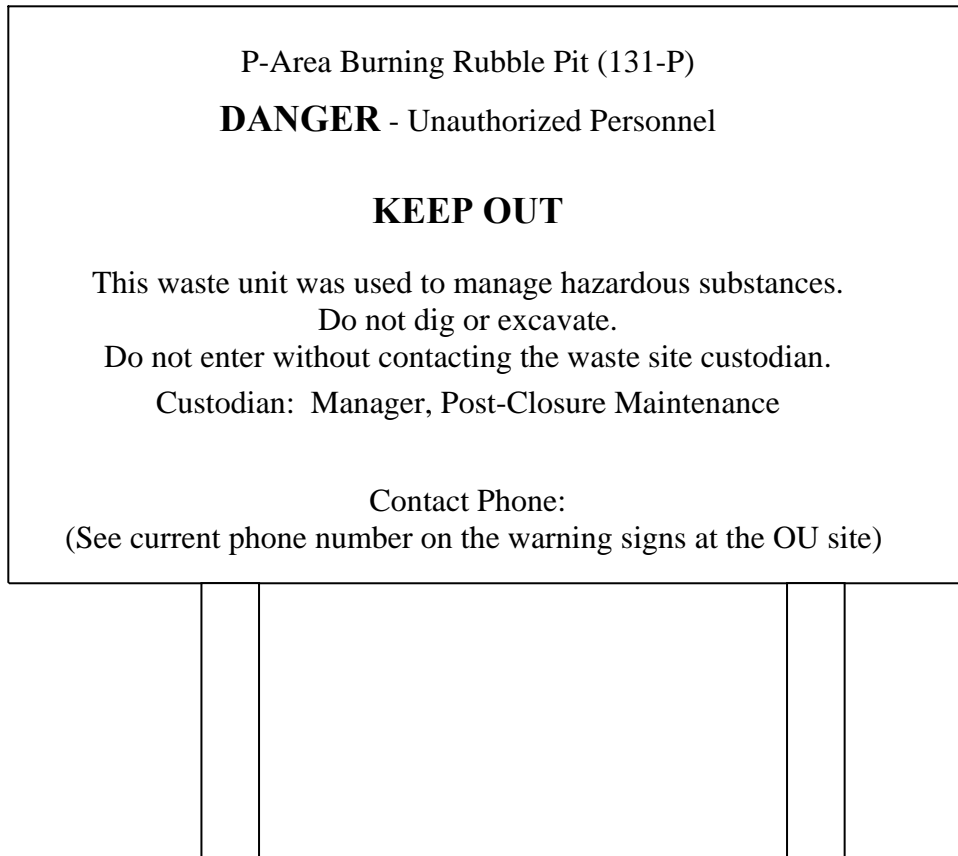 P-Area Burning Rubble Pit (131-P)
DANGER - Unauthorized Personnel
KEEP OUT
This waste unit was used to manage hazardous substances.
Do not dig or excavate.
Do not enter without contacting the waste site custodian.
Custodian: Manager, Post-Closure Maintenance
Contact Phone:
(See current phone number on the warning signs at the OU site)